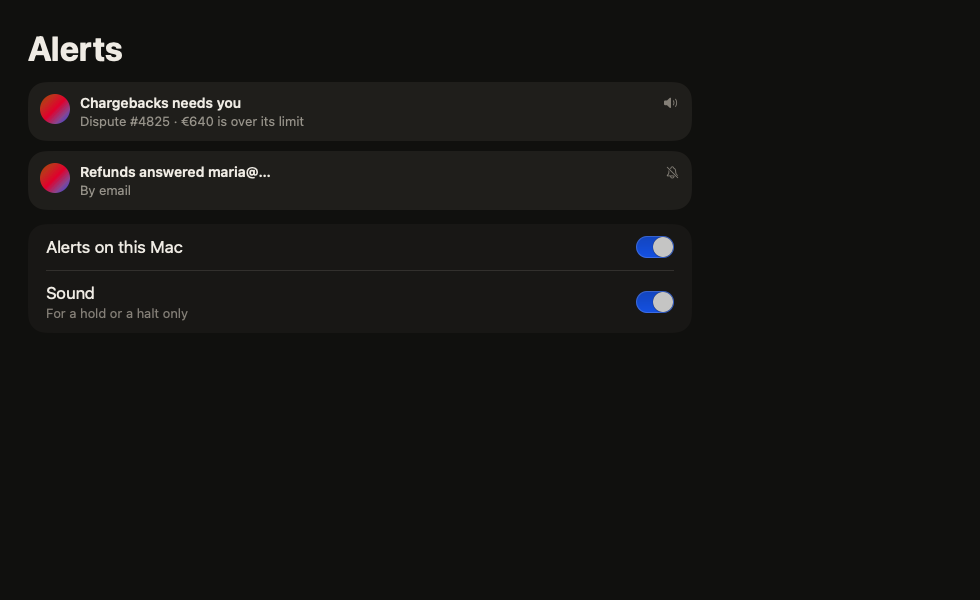 Alerts
Chargebacks needs you
Dispute #4825 · €640 is over its limit
Refunds answered maria@...
By email
Alerts on this Mac
Sound
For a hold or a halt only